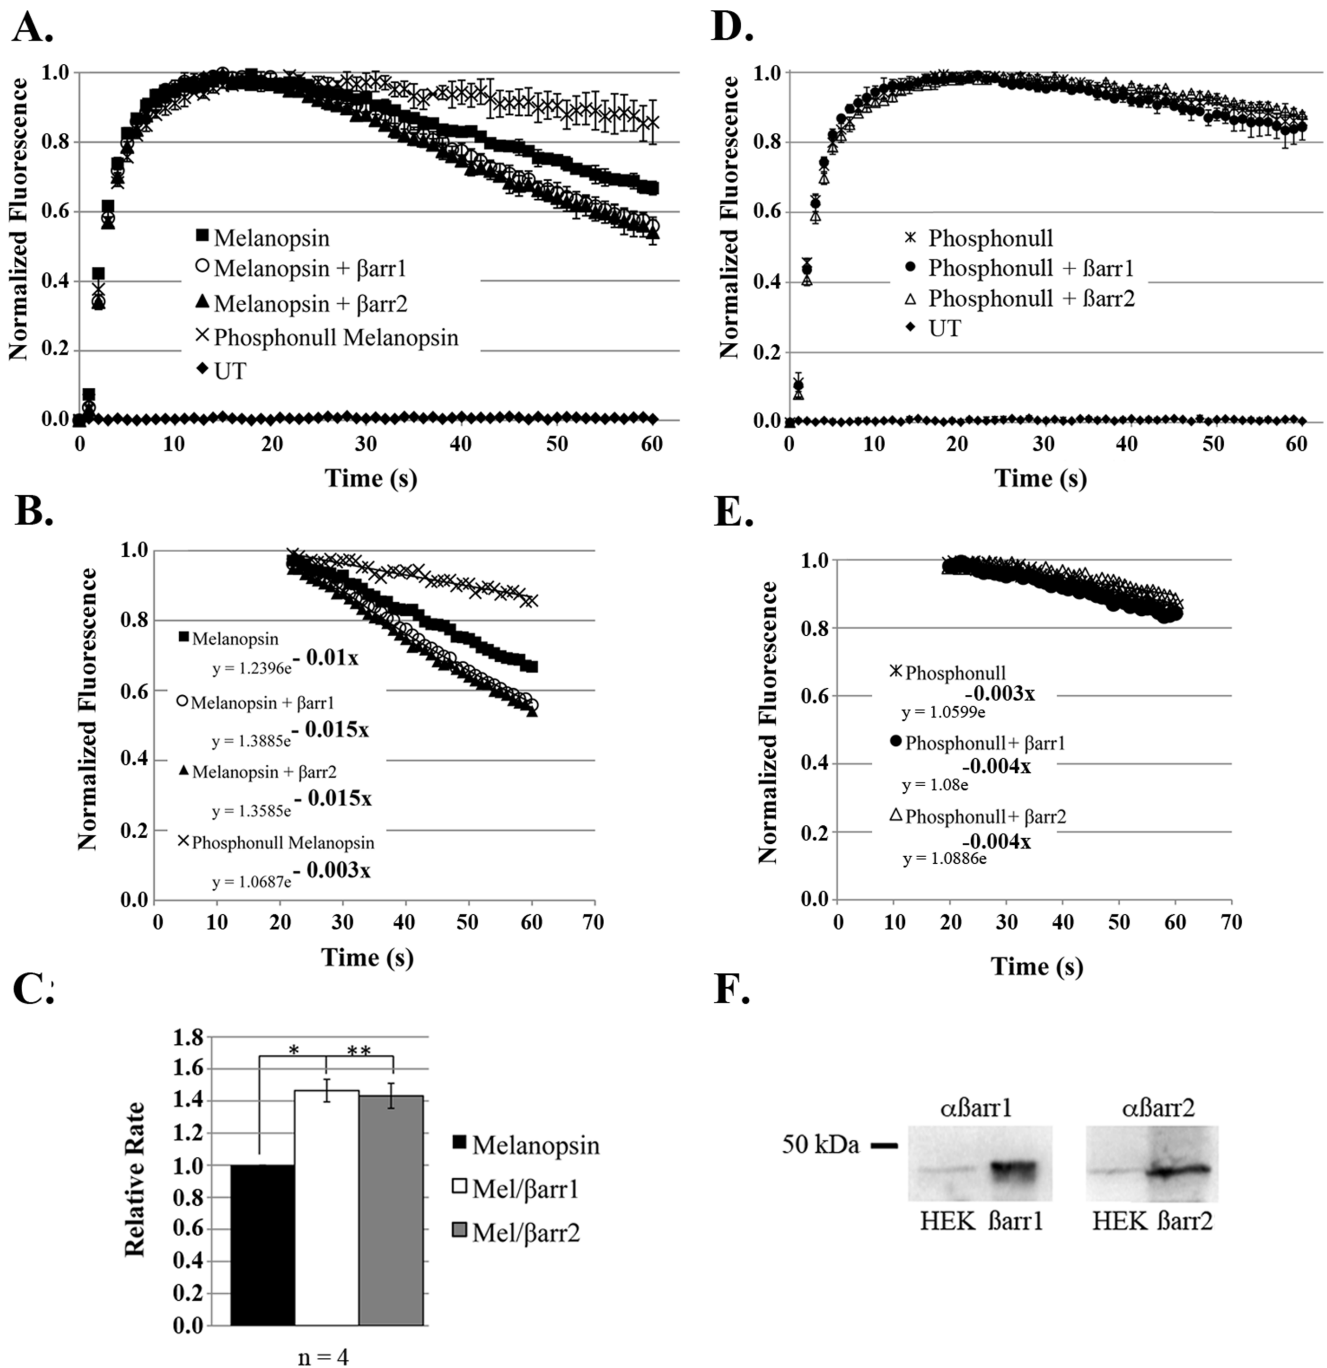 A.
Normalized Fluorescence
1.0
0.8
0.6
0.4
0.2
0.0
Melanopsin
Melanopsin + βarr1
Melanopsin + βarr2
Phosphonull Melanopsin
UT
0 10 20 30 40 50 60
Time (s)
D.
Normalized Fluorescence
1.0
0.8
0.6
0.4
0.2
0.0
Phosphonull
Phosphonull + ßarr1
Phosphonull + ßarr2
UT
0 10 20 30 40 50 60
Time (s)
B.
Normalized Fluorescence
1.0
0.8
0.6
0.4
0.2
0.0
Melanopsin
y = 1.2396e - 0.01x
Melanopsin + βarr1
y = 1.3885e - 0.015x
Melanopsin + βarr2
y = 1.3585e - 0.015x
Phosphonull Melanopsin
y = 1.0687e - 0.003x
0 10 20 30 40 50 60 70
Time (s)
E.
Normalized Fluorescence
1.0
0.8
0.6
0.4
0.2
0.0
Phosphonull
y = 1.0599e -0.003x
Phosphonull + βarr1
y = 1.08e -0.004x
Phosphonull + βarr2
y = 1.0886e -0.004x
0 10 20 30 40 50 60 70
Time (s)
C.
Relative Rate
1.8
1.6
1.4
1.2
1.0
0.8
0.6
0.4
0.2
0.0
* **
Melanopsin
Mel/βarr1
Mel/βarr2
n = 4
F.
αßarr1 αßarr2
50 kDa
HEK ßarr1 HEK ßarr2